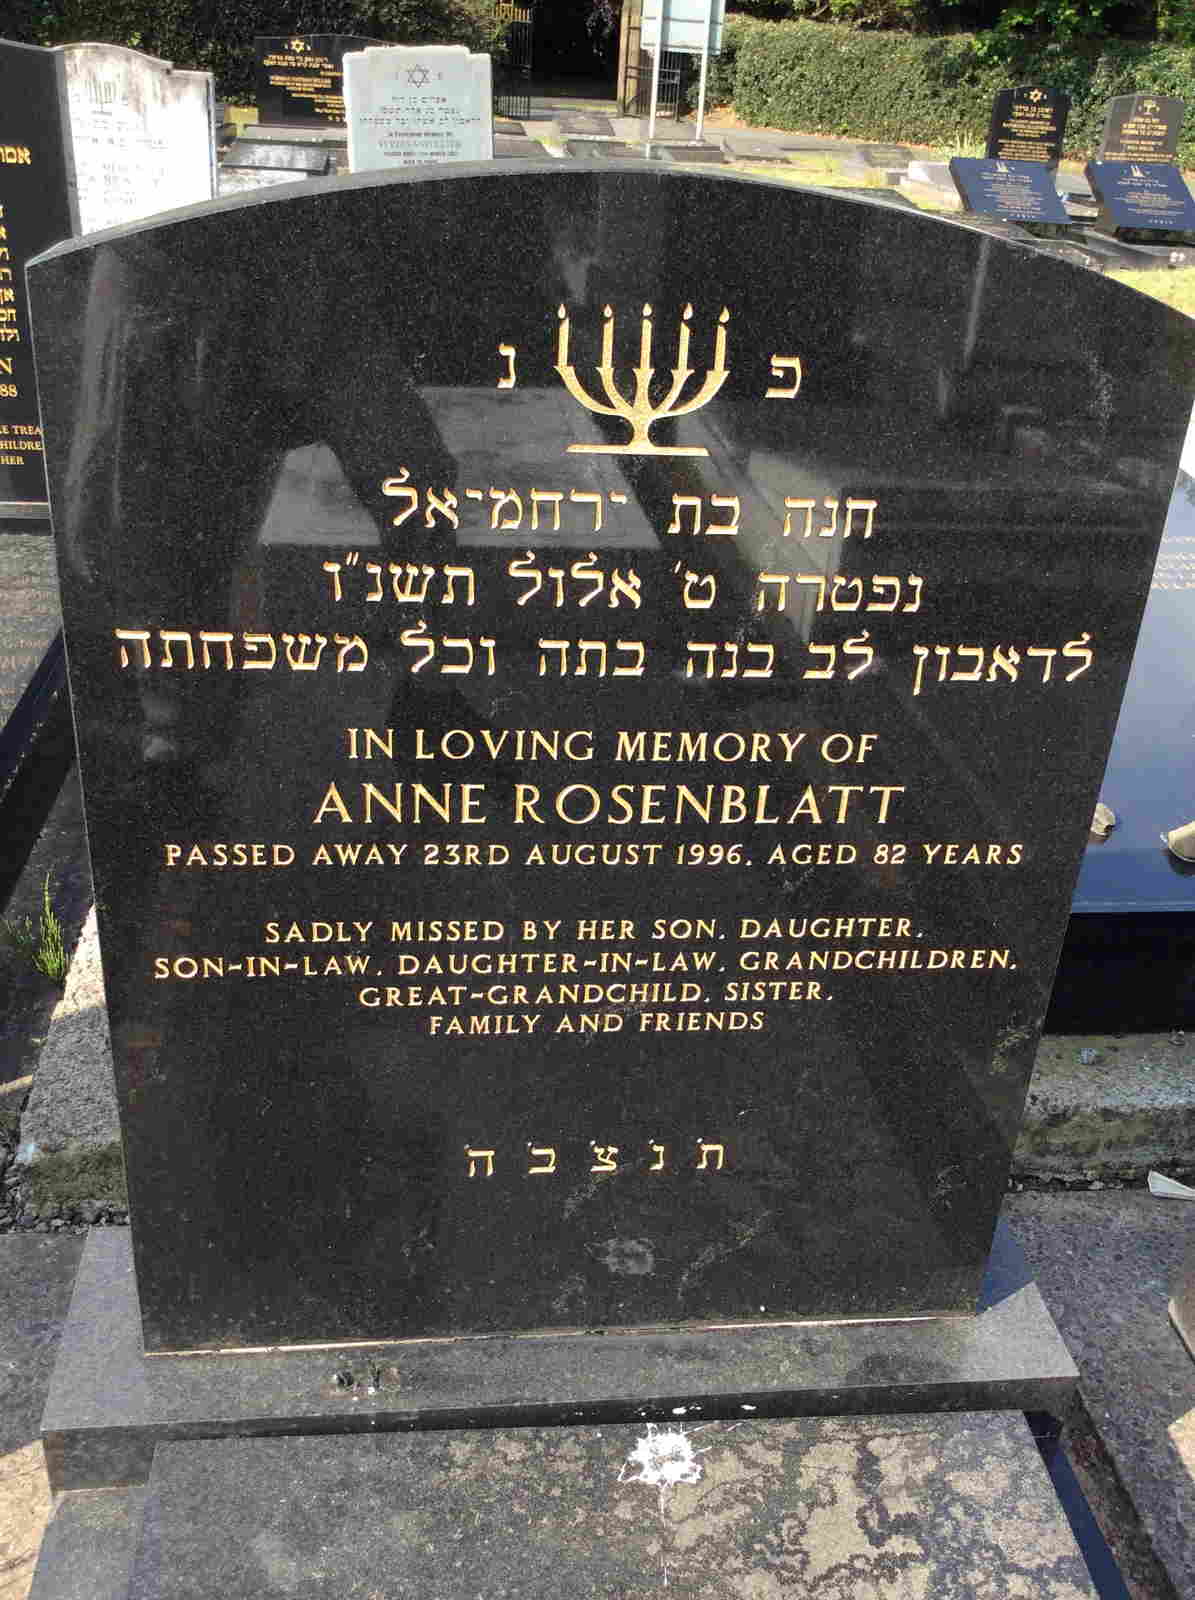 פ נ
חנה בת ירחמיאל
נפטרה ט' אלול תשנ"ו
לדאבון לב בנה בתה וכל משפחתה
IN LOVING MEMORY OF
ANNE ROSENBLATT
PASSED AWAY 23RD AUGUST 1996, AGED 82 YEARS
SADLY MISSED BY HER SON, DAUGHTER,
SON-IN-LAW, DAUGHTER-IN-LAW, GRANDCHILDREN,
GREAT-GRANDCHILD, SISTER,
FAMILY AND FRIENDS
ת נ צ ב ה